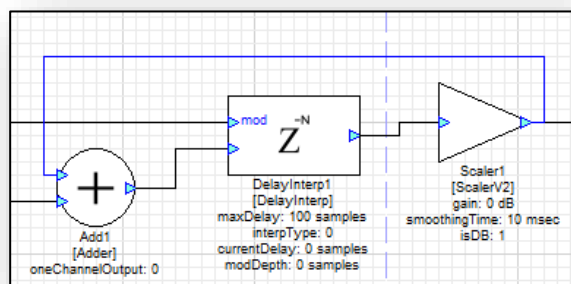 mod
Z⁻ᴺ
DelayInterp1
[DelayInterp]
maxDelay: 100 samples
interpType: 0
currentDelay: 0 samples
modDepth: 0 samples
Add1
[Adder]
oneChannelOutput: 0
Scaler1
[ScalerV2]
gain: 0 dB
smoothingTime: 10 msec
isDB: 1